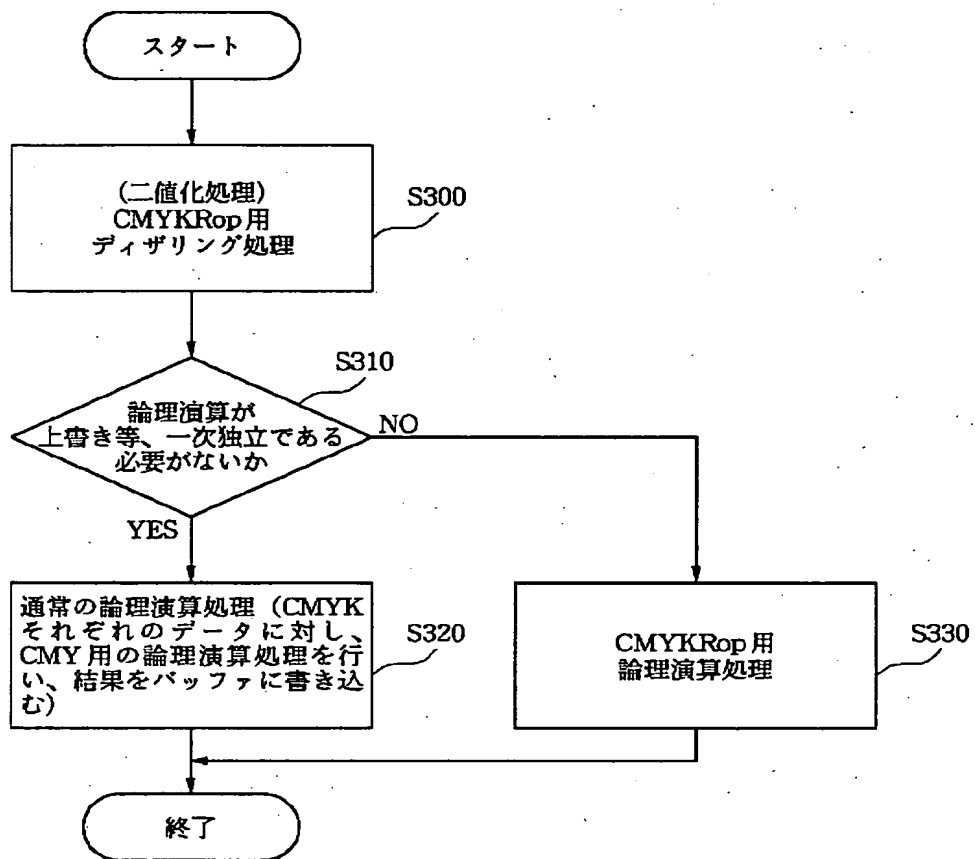 スタート
(二値化処理)
CMYKRop用
ディザリング処理
S300
S310
論理演算が
上書き等、一次独立である
必要がないか
NO
YES
通常の論理演算処理（CMYK
それぞれのデータに対し、
CMY用の論理演算処理を行
い、結果をバッファに書き込
む）
S320
CMYKRop用
論理演算処理
S330
終了